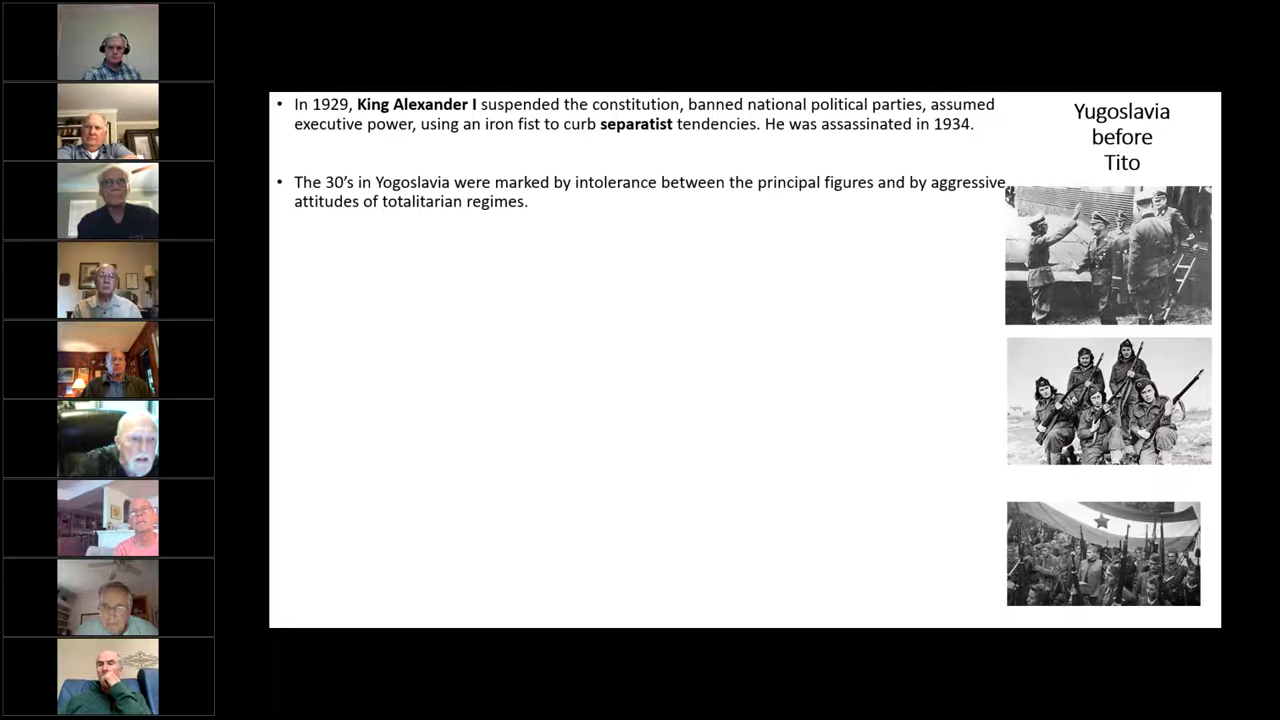 • In 1929, King Alexander I suspended the constitution, banned national political parties, assumed
executive power, using an iron fist to curb separatist tendencies. He was assassinated in 1934.
• The 30’s in Yogoslavia were marked by intolerance between the principal figures and by aggressive
attitudes of totalitarian regimes.
Yugoslavia
before
Tito